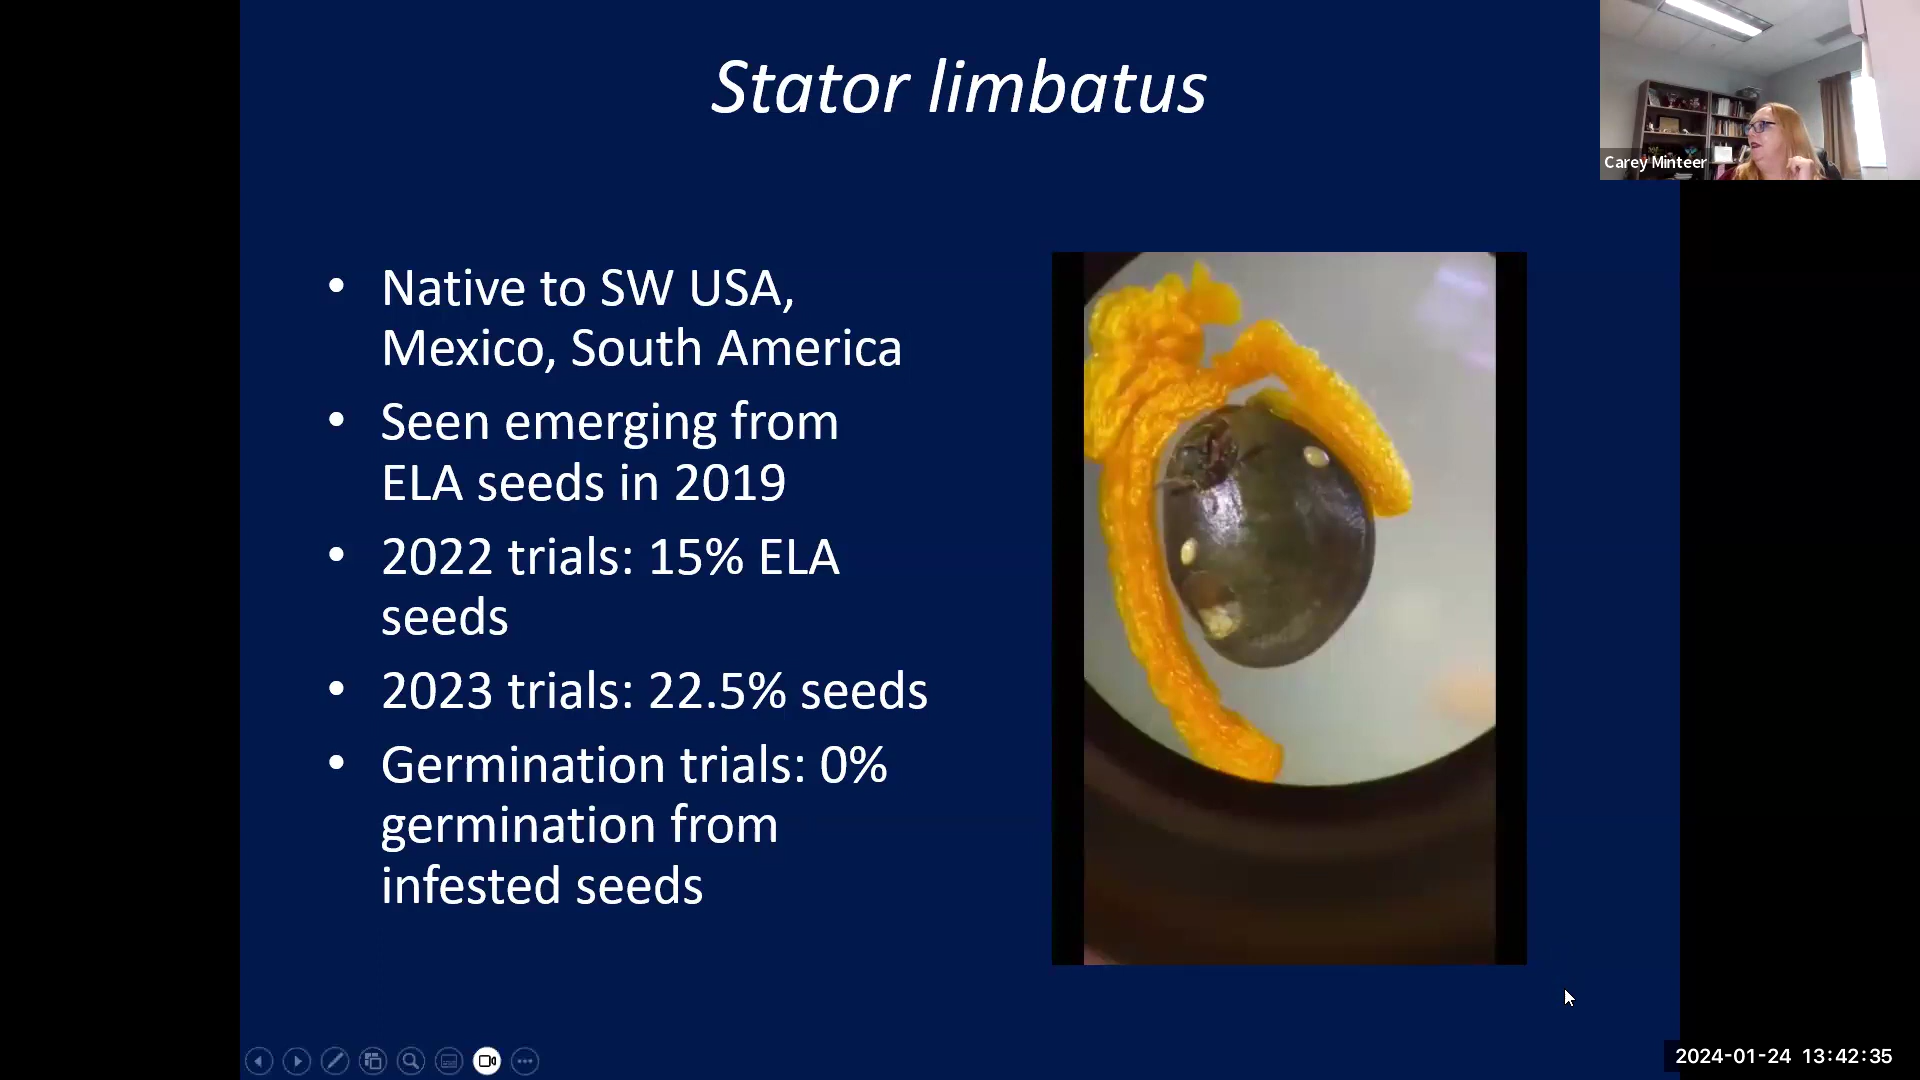 Stator limbatus
Carey Minteer
• Native to SW USA,
Mexico, South America
• Seen emerging from
ELA seeds in 2019
• 2022 trials: 15% ELA
seeds
• 2023 trials: 22.5% seeds
• Germination trials: 0%
germination from
infested seeds
2024-01-24 13:42:35